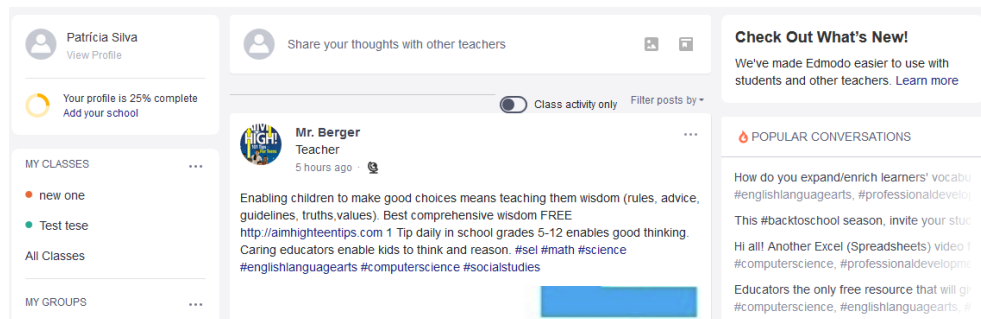 Patrícia Silva
View Profile
Your profile is 25% complete
Add your school
MY CLASSES
new one
Test tese
All Classes
MY GROUPS
Share your thoughts with other teachers
Class activity only
Filter posts by
HIGH!
Mr. Berger
Teacher
5 hours ago ·
Enabling children to make good choices means teaching them wisdom (rules, advice,
guidelines, truths,values). Best comprehensive wisdom FREE
http://aimhighteentips.com 1 Tip daily in school grades 5-12 enables good thinking.
Caring educators enable kids to think and reason. #sel #math #science
#englishlanguagearts #computerscience #socialstudies
Check Out What's New!
We've made Edmodo easier to use with
students and other teachers. Learn more
POPULAR CONVERSATIONS
How do you expand/enrich learners' vocabu
#englishlanguagearts, #professionaldevelop
This #backtoschool season, invite your stud
Hi all! Another Excel (Spreadsheets) video
#computerscience, #professionaldevelopme
Educators the only free resource that will
#computerscience, #englishlanguagearts,